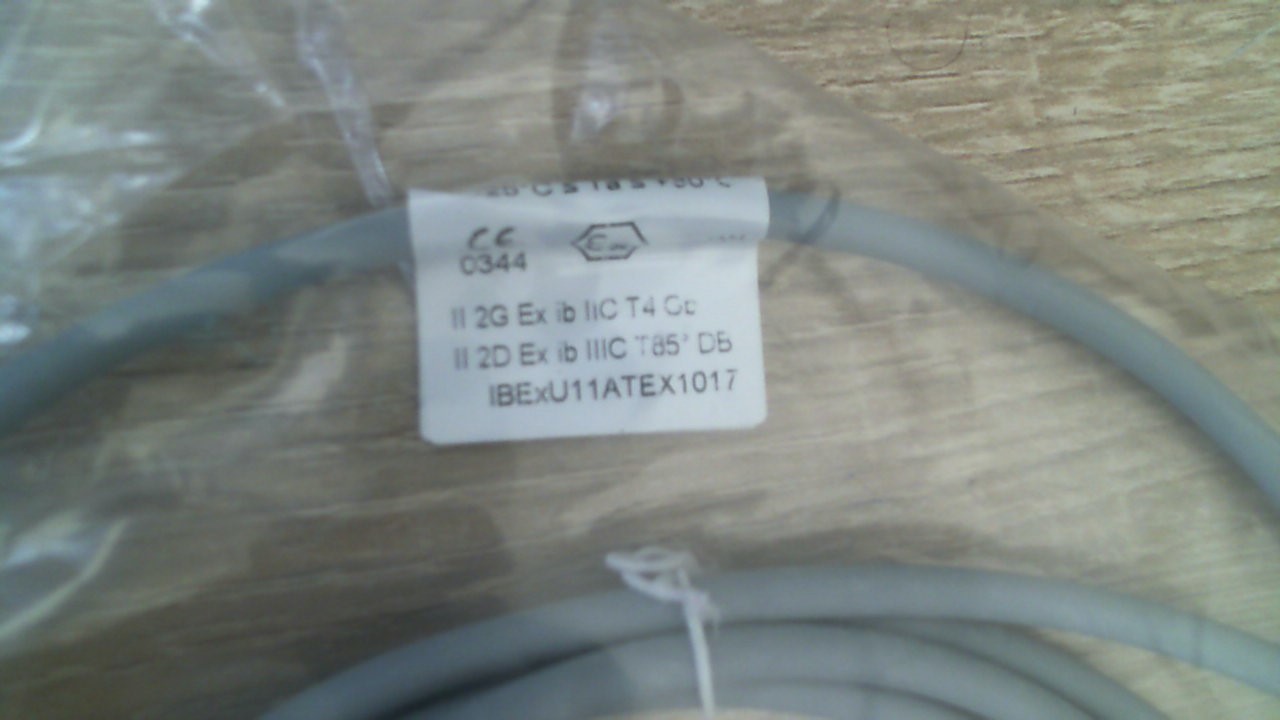 CE
0344
II 2G Ex ib IIC T4 Gb
II 2D Ex ib IIIC T85° DB
IBExU11ATEX1017